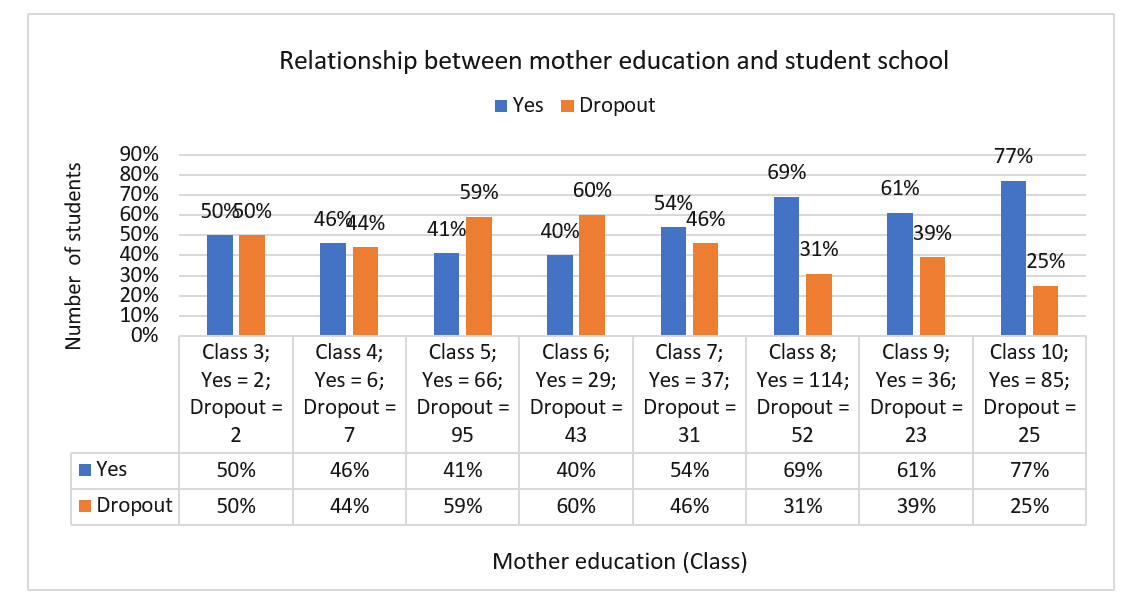 Relationship between mother education and student school
Yes Dropout
90%
80%
70%
60%
50%
40%
30%
20%
10%
0%
Number of students
50% 50% 46% 44% 41% 59% 40% 60% 54% 46% 69% 31% 61% 39% 77% 25%
Class 3; Class 4; Class 5; Class 6; Class 7; Class 8; Class 9; Class 10;
Yes = 2; Yes = 6; Yes = 66; Yes = 29; Yes = 37; Yes = 114; Yes = 36; Yes = 85;
Dropout = Dropout = Dropout = Dropout = Dropout = Dropout = Dropout = Dropout =
2 7 95 43 31 52 23 25
Yes 50% 46% 41% 40% 54% 69% 61% 77%
Dropout 50% 44% 59% 60% 46% 31% 39% 25%
Mother education (Class)